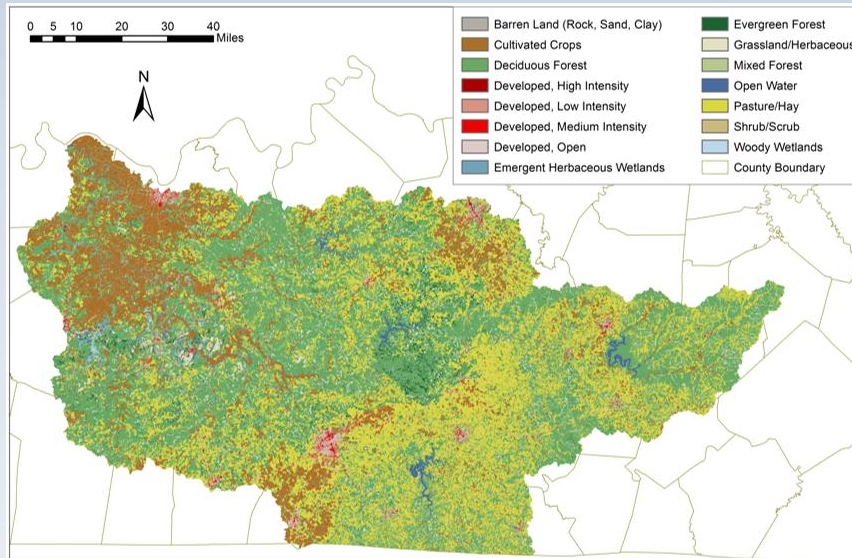 0 5 10 20 30 40
Miles
N
Barren Land (Rock, Sand, Clay)
Cultivated Crops
Deciduous Forest
Developed, High Intensity
Developed, Low Intensity
Developed, Medium Intensity
Developed, Open
Emergent Herbaceous Wetlands
Evergreen Forest
Grassland/Herbaceous
Mixed Forest
Open Water
Pasture/Hay
Shrub/Scrub
Woody Wetlands
County Boundary